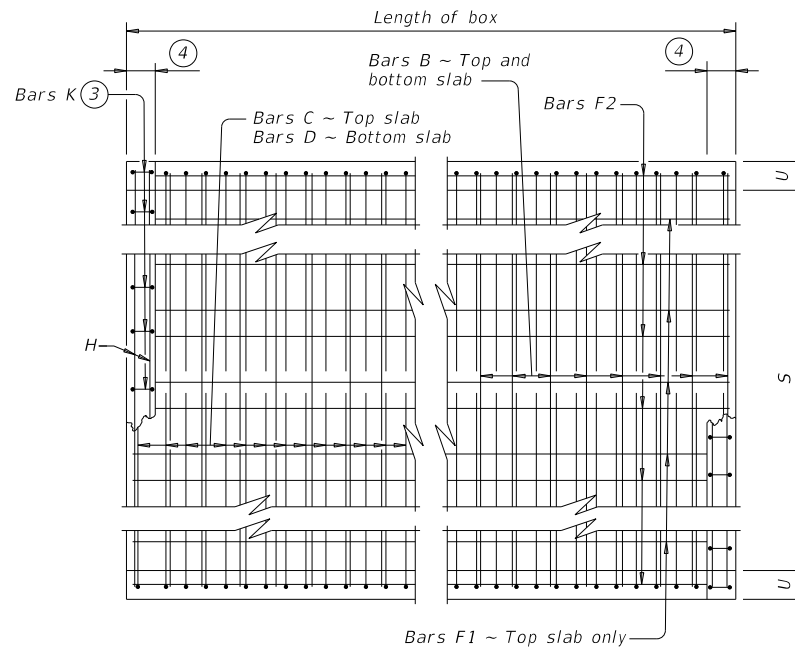 Length of box
4
4
Bars B ~ Top and
bottom slab
Bars K 3
Bars F2
Bars C ~ Top slab
Bars D ~ Bottom slab
U
H
S
U
Bars F1 ~ Top slab only